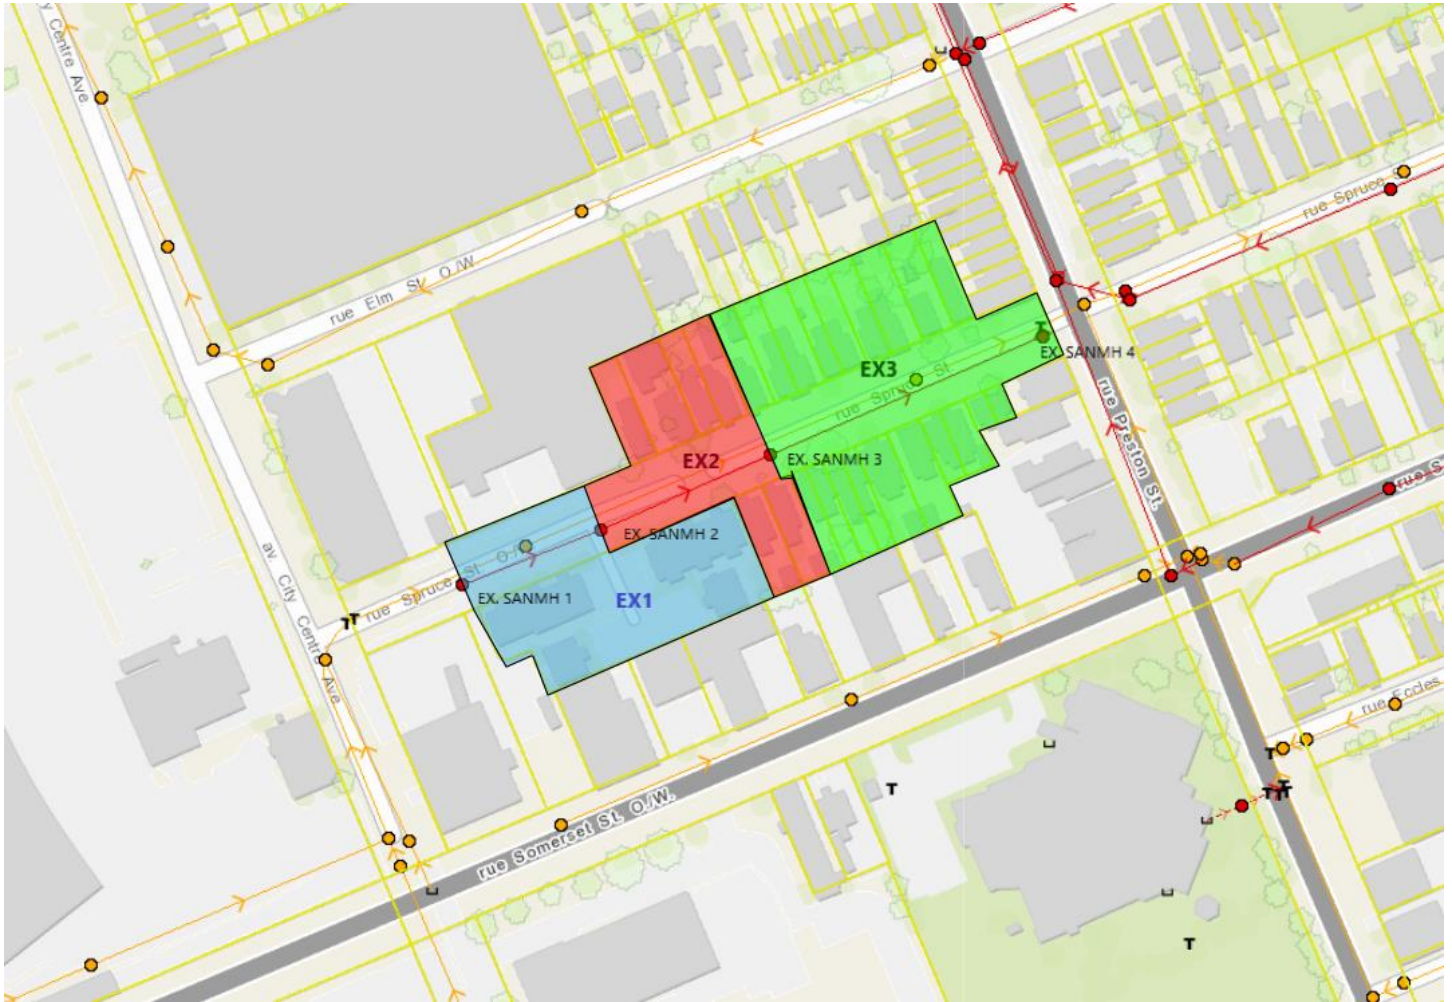 y Centre Ave
rue Elm St. O./W
rue Spruce S
EX3
EX. SANMH 4
rue Spruce St
EX2
EX. SANMH 3
rue Preston St.
EX. SANMH 2
rue S
av. City Centre Ave
rue Spruce St. O./
EX. SANMH 1
EX1
rue Eccles
rue Somerset St. O./W.